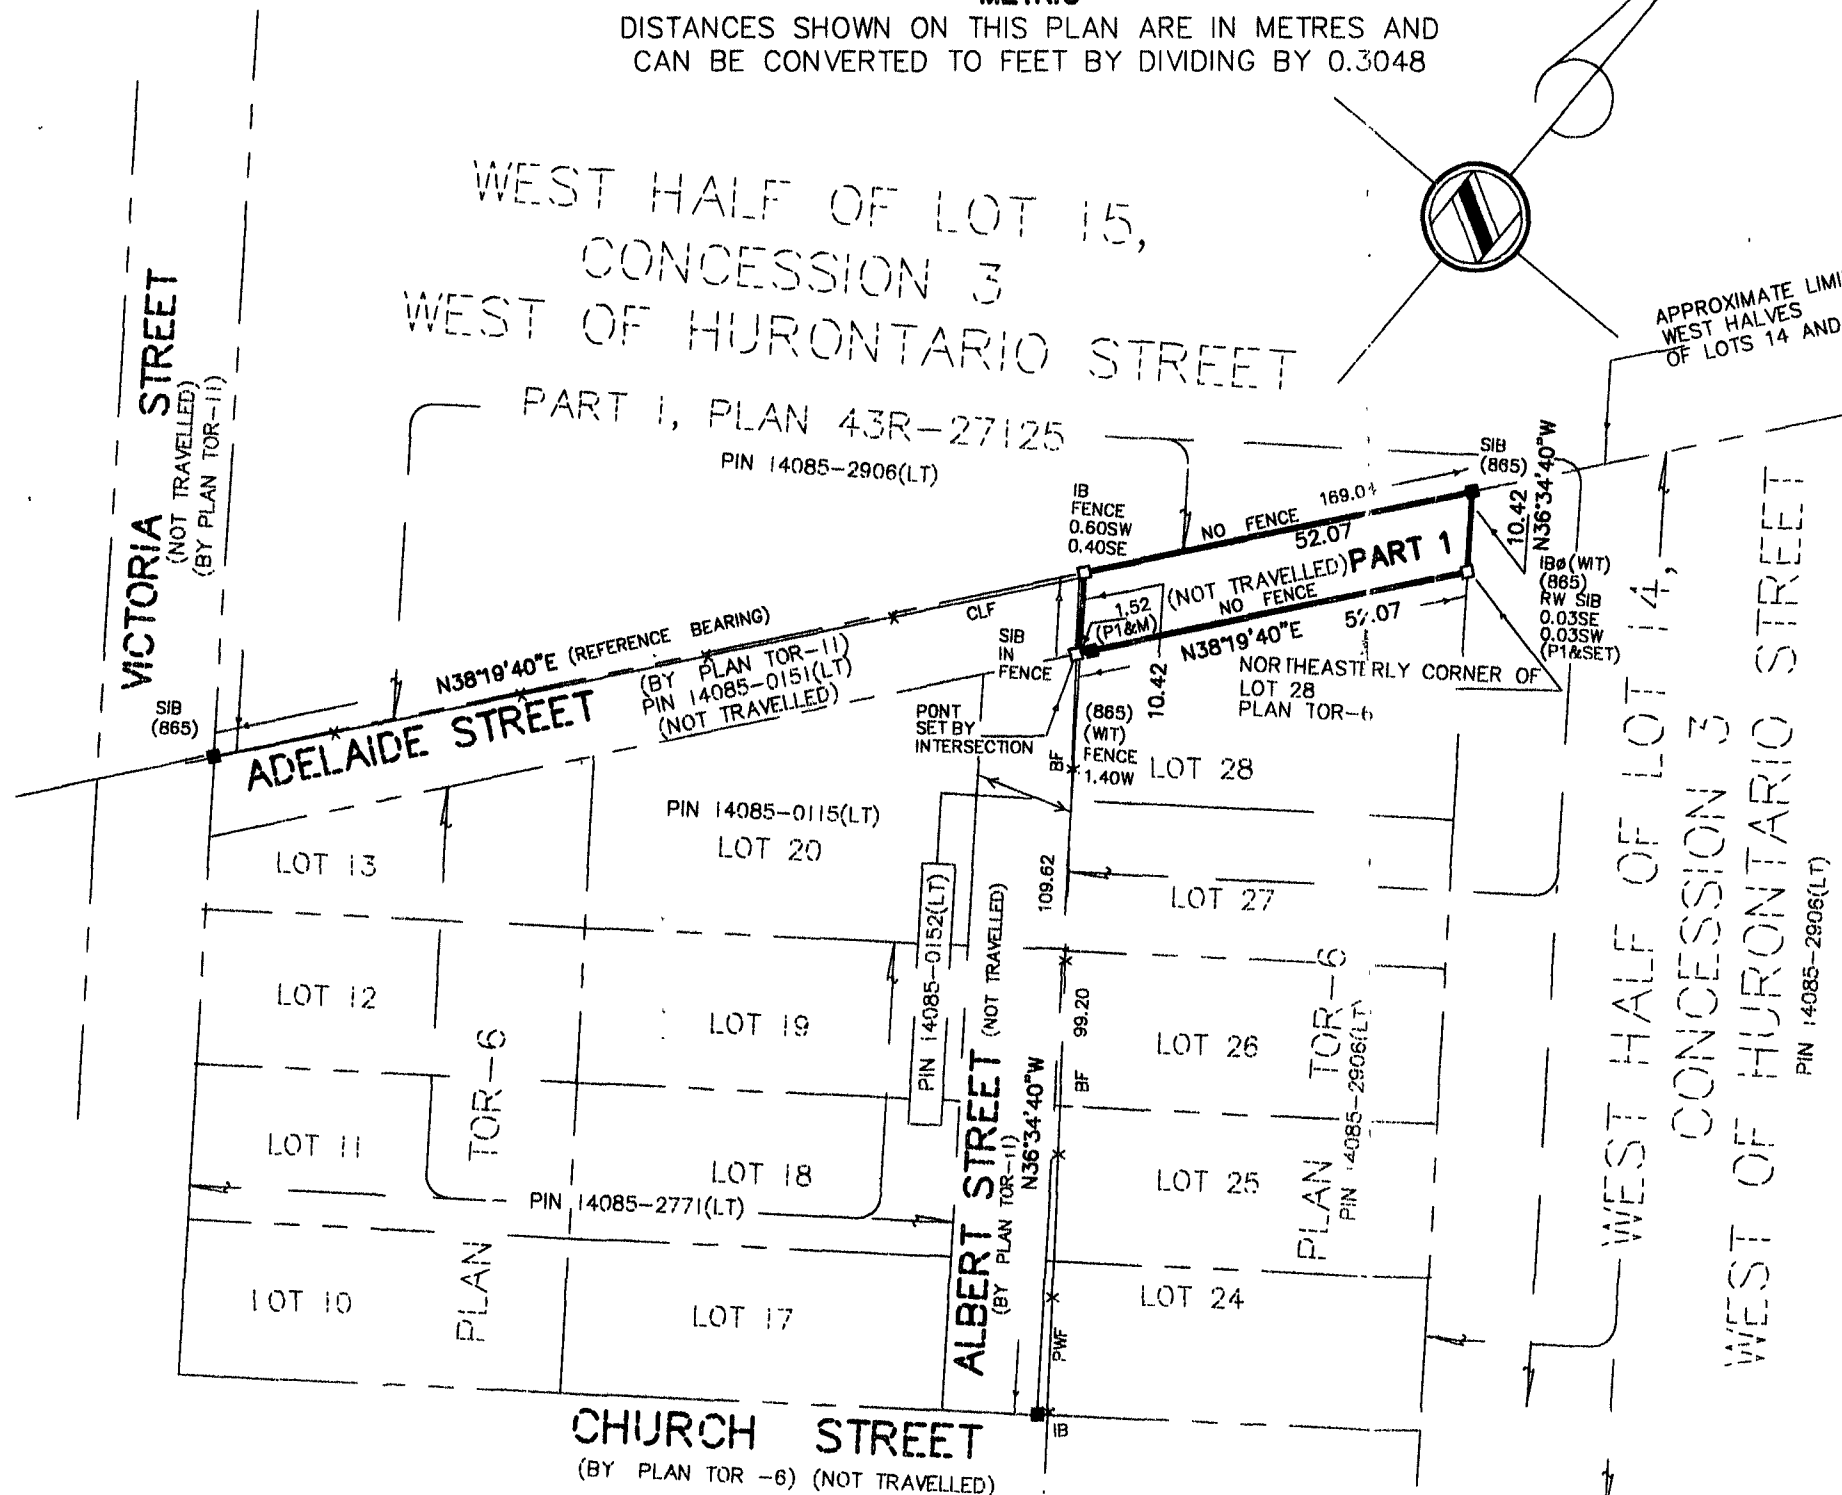 METRIC
DISTANCES SHOWN ON THIS PLAN ARE IN METRES AND
CAN BE CONVERTED TO FEET BY DIVIDING BY 0.3048
WEST HALF OF LOT 15,
CONCESSION 3
WEST OF HURONTARIO STREET
PART 1, PLAN 43R-27125
PIN 14085-2906(LT)
VICTORIA STREET
(NOT TRAVELLED)
(BY PLAN TOR-11)
APPROXIMATE LIMI
WEST HALVES
OF LOTS 14 AND
SIB
(865)
10.42
N36°34'40"W
IB
FENCE
0.60SW
0.40SE
NO FENCE
169.04
52.07
PART 1
(NOT TRAVELLED)
1.52
(P1&M)
NO FENCE
N38°19'40"E
52.07
IBø(WIT)
(865)
RW SIB
0.03SE
0.03SW
(P1&SET)
NORTHEASTERLY CORNER OF
LOT 28
PLAN TOR-6
CLF
SIB
IN
FENCE
N38°19'40"E (REFERENCE BEARING)
(BY PLAN TOR-11)
PIN 14085-0151(LT)
(NOT TRAVELLED)
SIB
(865)
ADELAIDE STREET
PONT
SET BY
INTERSECTION
10.42
(865)
(WIT)
FENCE
1.40W
BF
LOT 28
PIN 14085-0115(LT)
LOT 13
LOT 20
109.62
LOT 27
PIN 14085-0152(LT)
LOT 12
LOT 19
99.20
BF
LOT 26
LOT 11
LOT 18
LOT 25
PIN 14085-2771(LT)
LOT 10
LOT 17
LOT 24
PLAN TOR-6
ALBERT STREET (NOT TRAVELLED)
(BY PLAN TOR-11)
N36°34'40"W
PWF
IB
PLAN TOR-6
PIN 14085-2906(LT)
WEST HALF OF LOT 14,
CONCESSION 3
WEST OF HURONTARIO STREET
PIN 14085-2906(LT)
CHURCH STREET
(BY PLAN TOR -6) (NOT TRAVELLED)